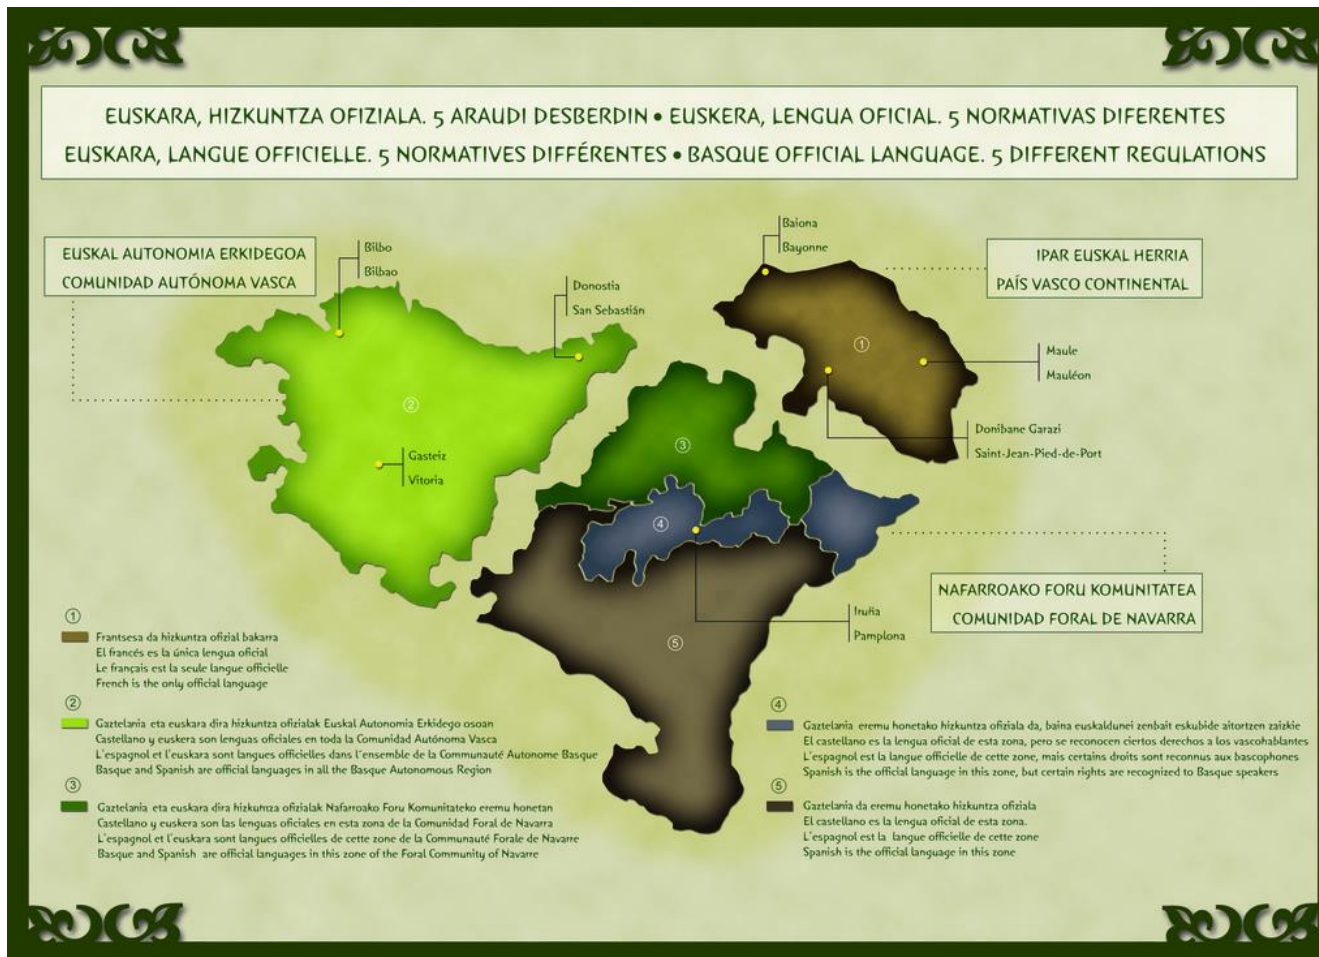 EUSKARA, HIZKUNTZA OFIZIALA. 5 ARAUDI DESBERDIN • EUSKERA, LENGUA OFICIAL. 5 NORMATIVAS DIFERENTES
EUSKARA, LANGUE OFFICIELLE. 5 NORMATIVES DIFFÉRENTES • BASQUE OFFICIAL LANGUAGE. 5 DIFFERENT REGULATIONS
EUSKAL AUTONOMIA ERKIDEGOA
COMUNIDAD AUTÓNOMA VASCA
Bilbo
Bilbao
Donostia
San Sebastián
Baiona
Bayonne
IPAR EUSKAL HERRIA
PAÍS VASCO CONTINENTAL
1
Maule
Mauléon
2
Donibane Garazi
Saint-Jean-Pied-de-Port
3
Gasteiz
Vitoria
4
NAFARROAKO FORU KOMUNITATEA
COMUNIDAD FORAL DE NAVARRA
Iruña
Pamplona
5
1
Frantsesa da hizkuntza ofizial bakarra
El francés es la única lengua oficial
Le français est la seule langue officielle
French is the only official language
2
Gaztelania eta euskara dira hizkuntza ofizialak Euskal Autonomia Erkidego osoan
Castellano y euskera son lenguas oficiales en toda la Comunidad Autónoma Vasca
L'espagnol et l'euskara sont langues officielles dans l'ensemble de la Communauté Autonome Basque
Basque and Spanish are official languages in all the Basque Autonomous Region
3
Gaztelania eta euskara dira hizkuntza ofizialak Nafarroako Foru Komunitateko eremu honetan
Castellano y euskera son las lenguas oficiales en esta zona de la Comunidad Foral de Navarra
L'espagnol et l'euskara sont langues officielles de cette zone de la Communauté Forale de Navarre
Basque and Spanish are official languages in this zone of the Foral Community of Navarre
4
Gaztelania eremu honetako hizkuntza ofiziala da, baina euskaldunei zenbait eskubide aitortzen zaizkie
El castellano es la lengua oficial de esta zona, pero se reconocen ciertos derechos a los vascohablantes
L'espagnol est la langue officielle de cette zone, mais certains droits sont reconnus aux bascophones
Spanish is the official language in this zone, but certain rights are recognized to Basque speakers
5
Gaztelania da eremu honetako hizkuntza ofiziala
El castellano es la lengua oficial de esta zona.
L'espagnol est la langue officielle de cette zone
Spanish is the official language in this zone